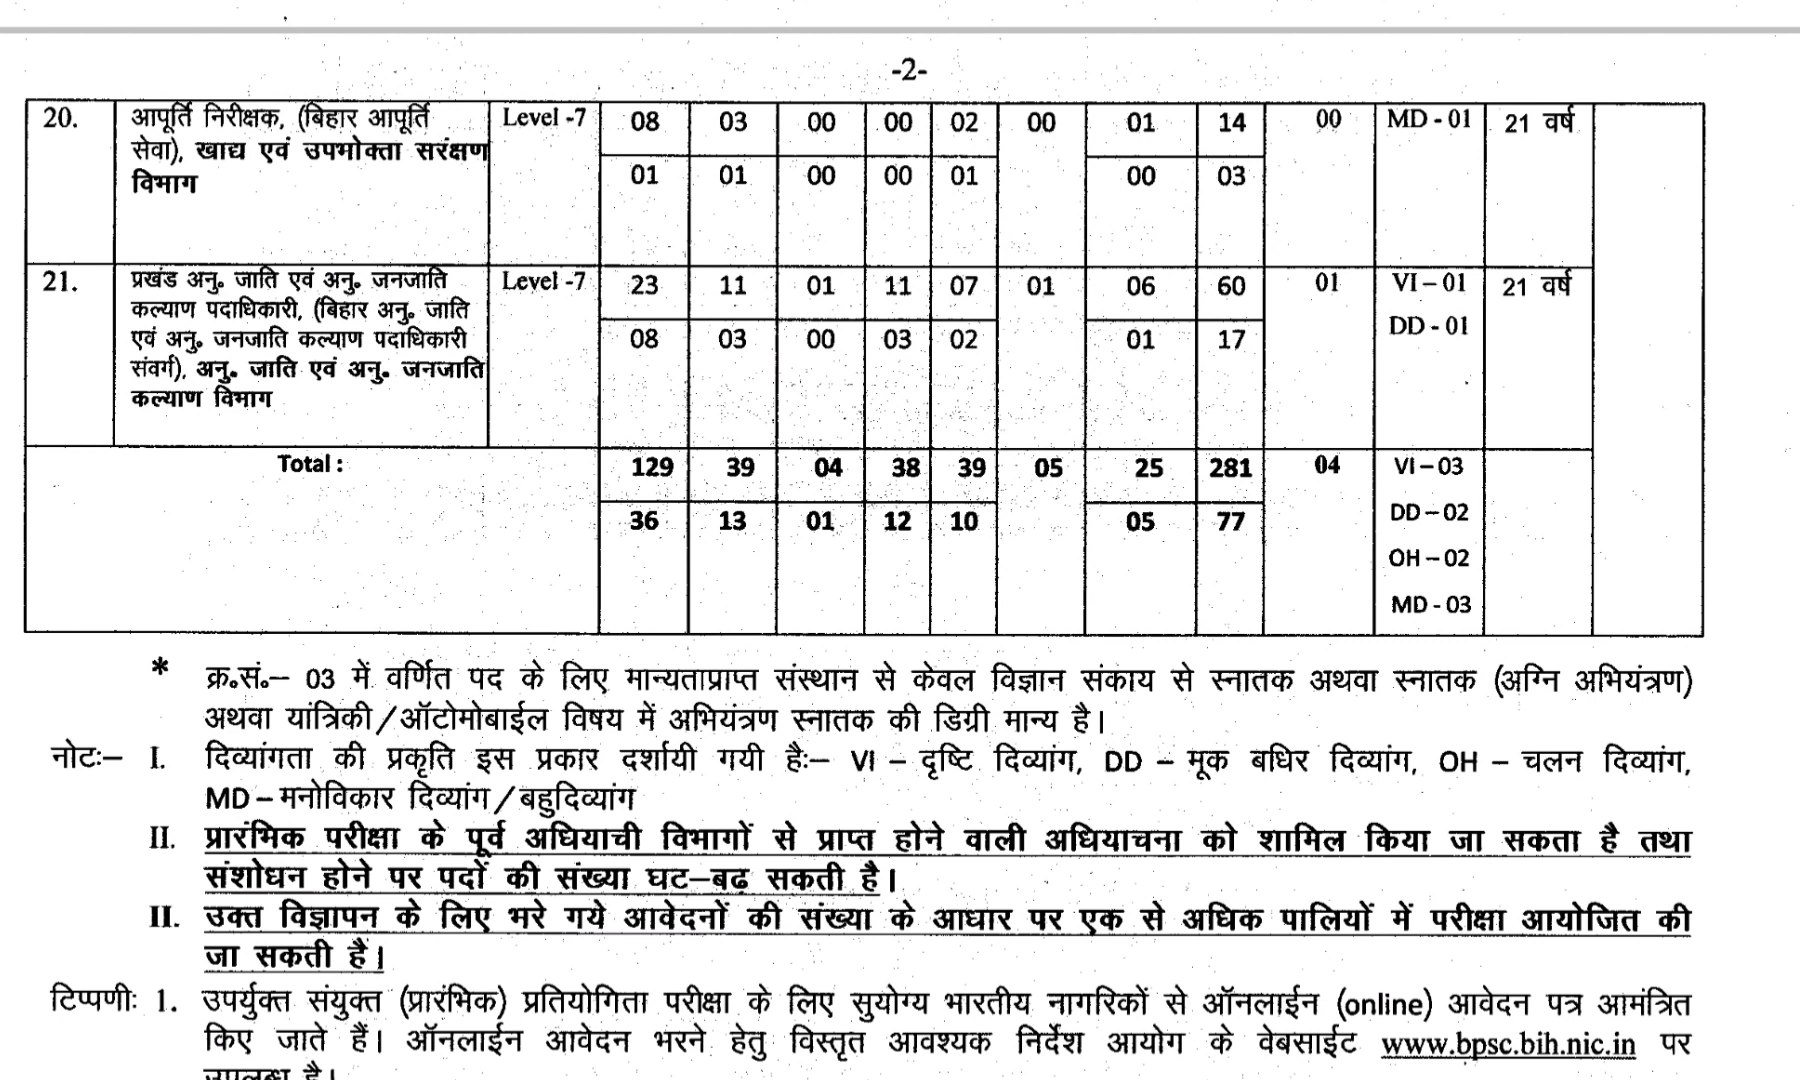 -2-
20. आपूर्ति निरीक्षक, (बिहार आपूर्ति सेवा), खाद्य एवं उपभोक्ता सरंक्षण विभाग Level -7 08 03 00 00 02 00 01 14 00 MD - 01 21 वर्ष
01 01 00 00 01 00 03
21. प्रखंड अनु॰ जाति एवं अनु॰ जनजाति कल्याण पदाधिकारी, (बिहार अनु॰ जाति एवं अनु॰ जनजाति कल्याण पदाधिकारी संवर्ग), अनु॰ जाति एवं अनु॰ जनजाति कल्याण विभाग Level -7 23 11 01 11 07 01 06 60 01 VI – 01 21 वर्ष
DD - 01
08 03 00 03 02 01 17
Total : 129 39 04 38 39 05 25 281 04 VI – 03
36 13 01 12 10 05 77 DD – 02
OH – 02
MD - 03
* क्र॰सं॰– 03 में वर्णित पद के लिए मान्यताप्राप्त संस्थान से केवल विज्ञान संकाय से स्नातक अथवा स्नातक (अग्नि अभियंत्रण)
अथवा यांत्रिकी/ऑटोमोबाईल विषय में अभियंत्रण स्नातक की डिग्री मान्य है।
नोटः– I. दिव्यांगता की प्रकृति इस प्रकार दर्शायी गयी हैः– VI – दृष्टि दिव्यांग, DD – मूक बधिर दिव्यांग, OH – चलन दिव्यांग,
MD – मनोविकार दिव्यांग/बहुदिव्यांग
II. प्रारंभिक परीक्षा के पूर्व अधियाची विभागों से प्राप्त होने वाली अधियाचना को शामिल किया जा सकता है तथा
संशोधन होने पर पदों की संख्या घट–बढ़ सकती है।
II. उक्त विज्ञापन के लिए भरे गये आवेदनों की संख्या के आधार पर एक से अधिक पालियों में परीक्षा आयोजित की
जा सकती है।
टिप्पणीः 1. उपर्युक्त संयुक्त (प्रारंभिक) प्रतियोगिता परीक्षा के लिए सुयोग्य भारतीय नागरिकों से ऑनलाईन (online) आवेदन पत्र आमंत्रित
किए जाते हैं। ऑनलाईन आवेदन भरने हेतु विस्तृत आवश्यक निर्देश आयोग के वेबसाईट www.bpsc.bih.nic.in पर
उपलब्ध है।